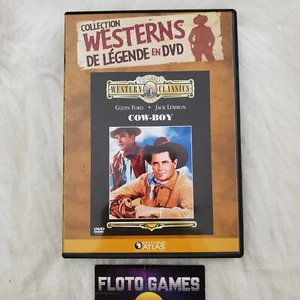 COLLECTION
WESTERNS
DE LÉGENDE EN DVD
WESTERN CLASSICS
GLENN FORD • JACK LEMMON
COW-BOY
DVD
ATLAS
FLOTO GAMES